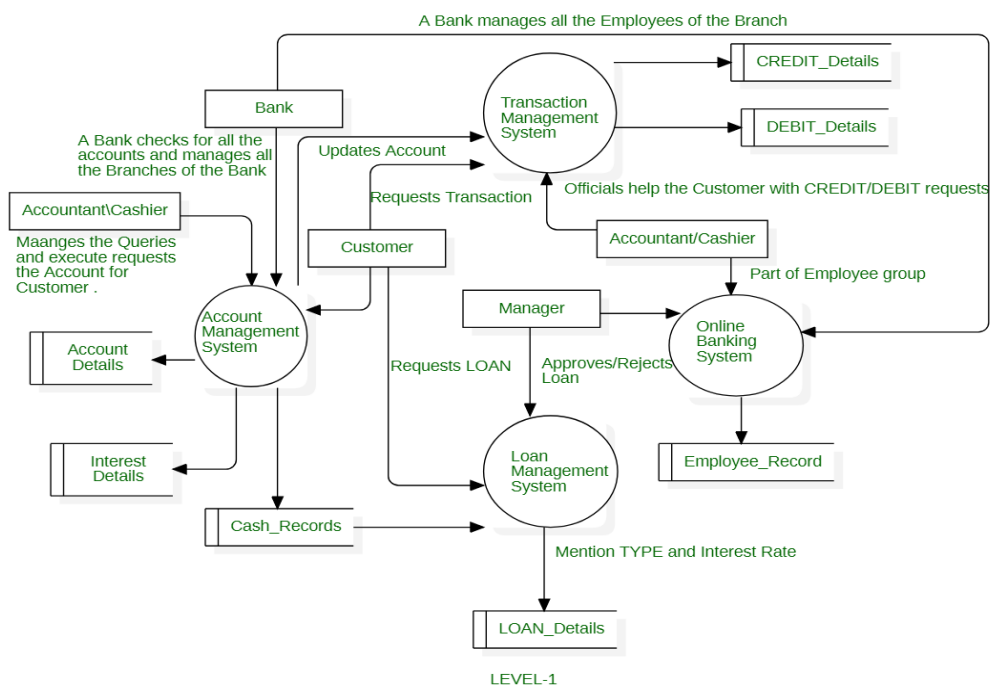 A Bank manages all the Employees of the Branch
CREDIT_Details
Bank
Transaction
Management
System
DEBIT_Details
A Bank checks for all the
accounts and manages all
the Branches of the Bank
Updates Account
Requests Transaction
Officials help the Customer with CREDIT/DEBIT requests
Accountant\Cashier
Maanges the Queries
and execute requests
the Account for
Customer .
Customer
Accountant/Cashier
Part of Employee group
Manager
Account
Management
System
Online
Banking
System
Account
Details
Requests LOAN
Approves/Rejects
Loan
Interest
Details
Loan
Management
System
Employee_Record
Cash_Records
Mention TYPE and Interest Rate
LOAN_Details
LEVEL-1